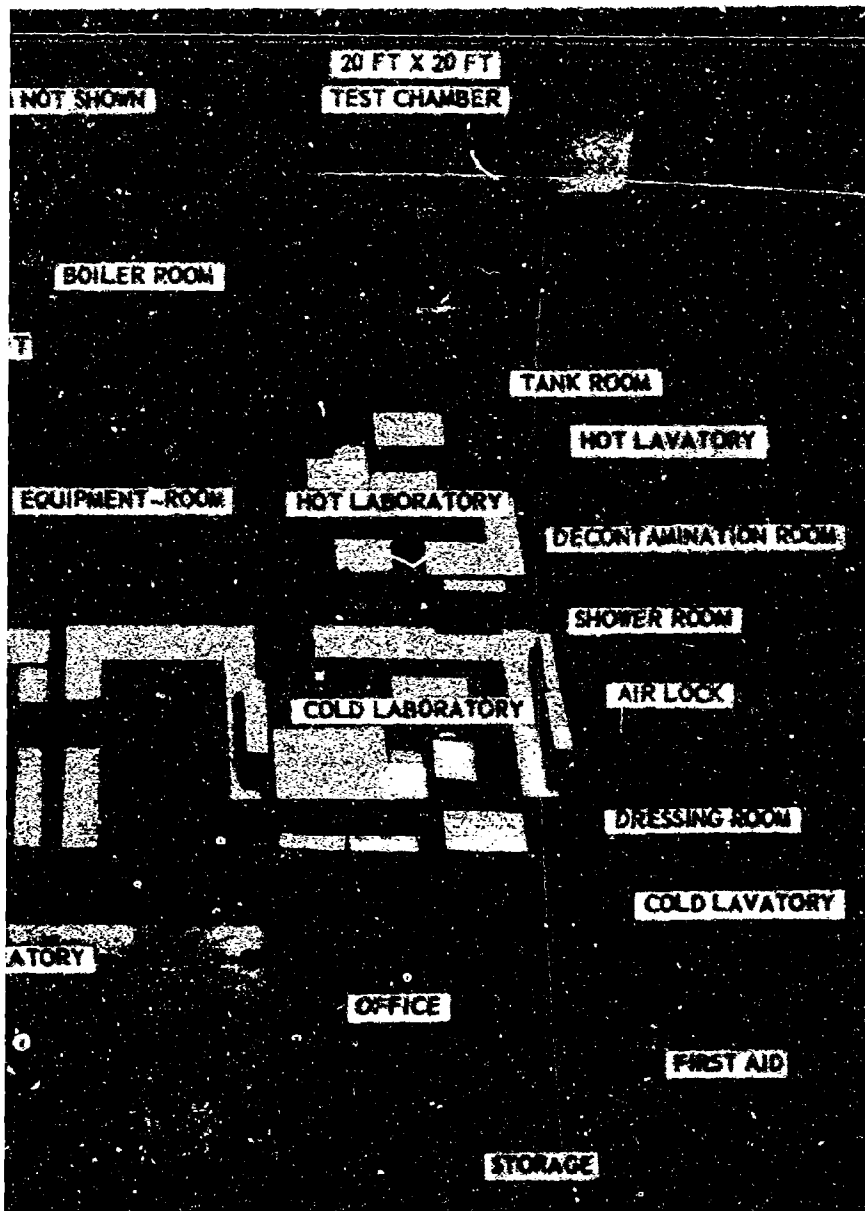 20 FT X 20 FT
TEST CHAMBER
NOT SHOWN
BOILER ROOM
T
TANK ROOM
HOT LAVATORY
EQUIPMENT-ROOM
HOT LABORATORY
DECONTAMINATION ROOM
SHOWER ROOM
AIR LOCK
COLD LABORATORY
DRESSING ROOM
COLD LAVATORY
ATORY
OFFICE
FIRST AID
STORAGE